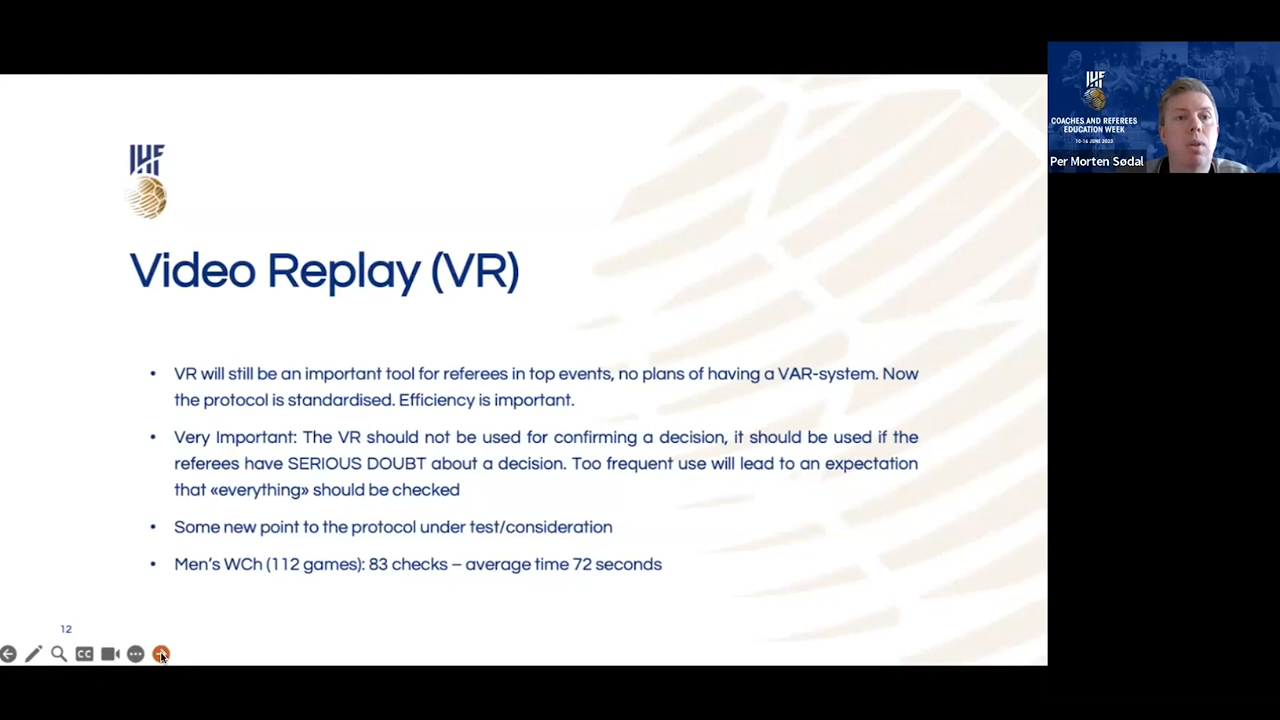 IHF
Video Replay (VR)
• VR will still be an important tool for referees in top events, no plans of having a VAR-system. Now
the protocol is standardised. Efficiency is important.
• Very Important: The VR should not be used for confirming a decision, it should be used if the
referees have SERIOUS DOUBT about a decision. Too frequent use will lead to an expectation
that «everything» should be checked
• Some new point to the protocol under test/consideration
• Men's WCh (112 games): 83 checks – average time 72 seconds
12
CC
IHF
COACHES AND REFEREES
EDUCATION WEEK
10-16 JUNE 2023
Per Morten Sødal